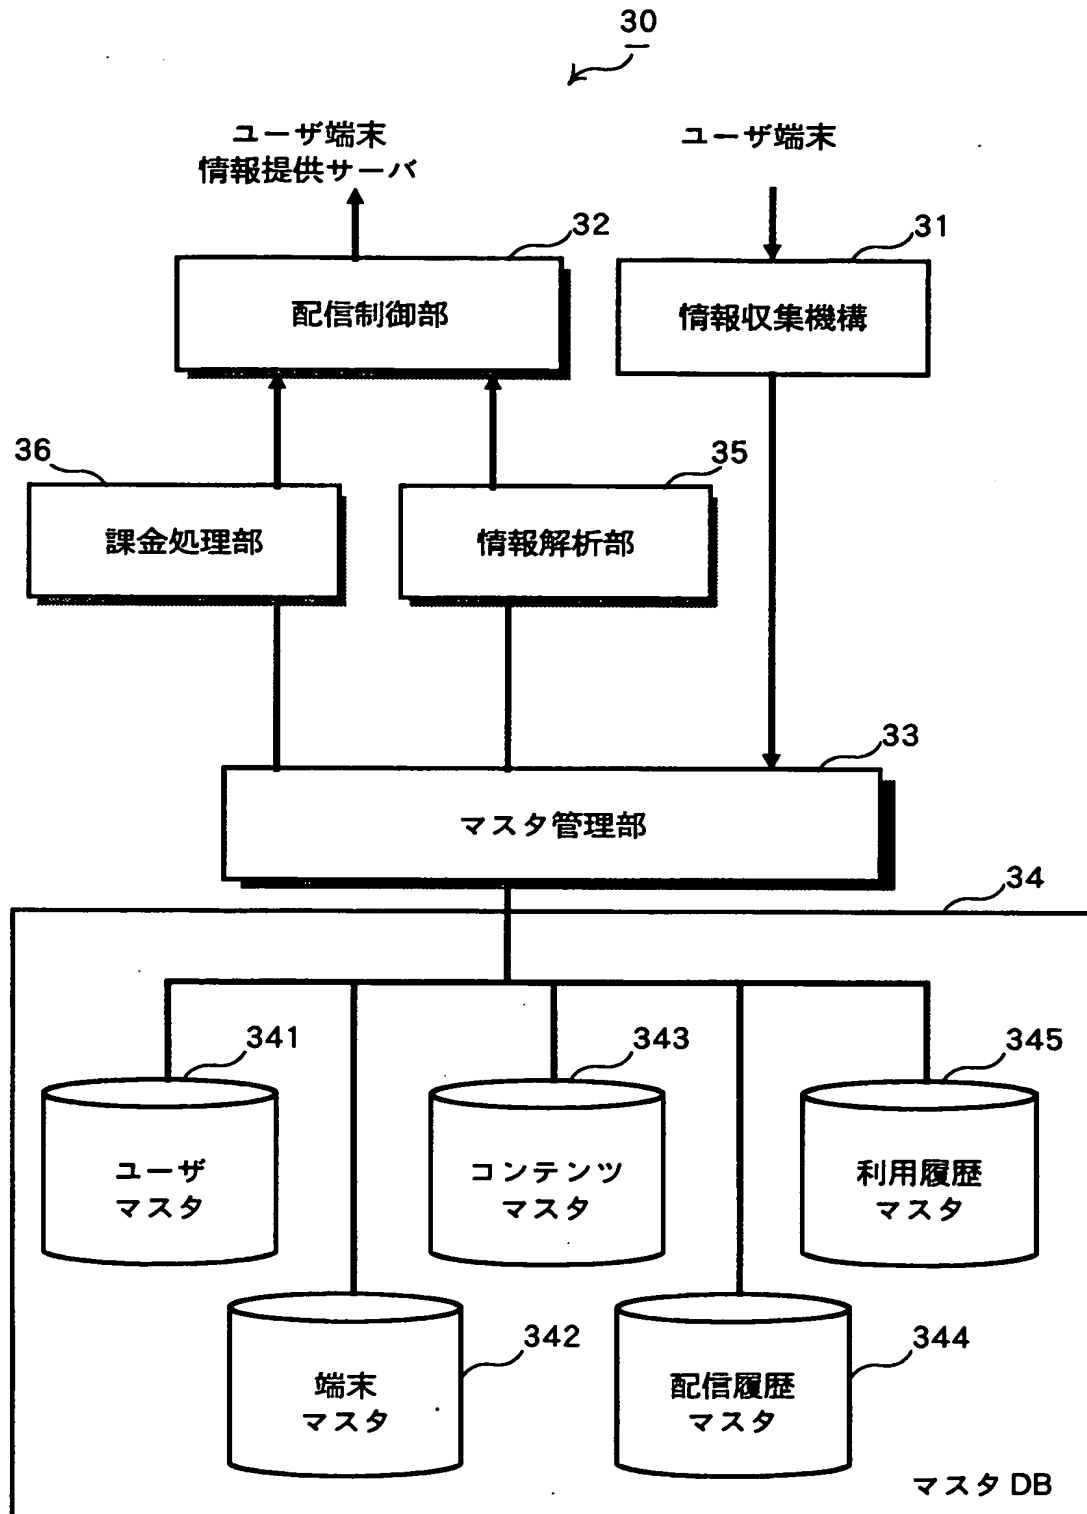 30
ユーザ端末
情報提供サーバ
ユーザ端末
32
31
配信制御部
情報収集機構
36
35
課金処理部
情報解析部
33
マスタ管理部
34
341
343
345
ユーザ
マスタ
コンテンツ
マスタ
利用履歴
マスタ
342
344
端末
マスタ
配信履歴
マスタ
マスタ DB